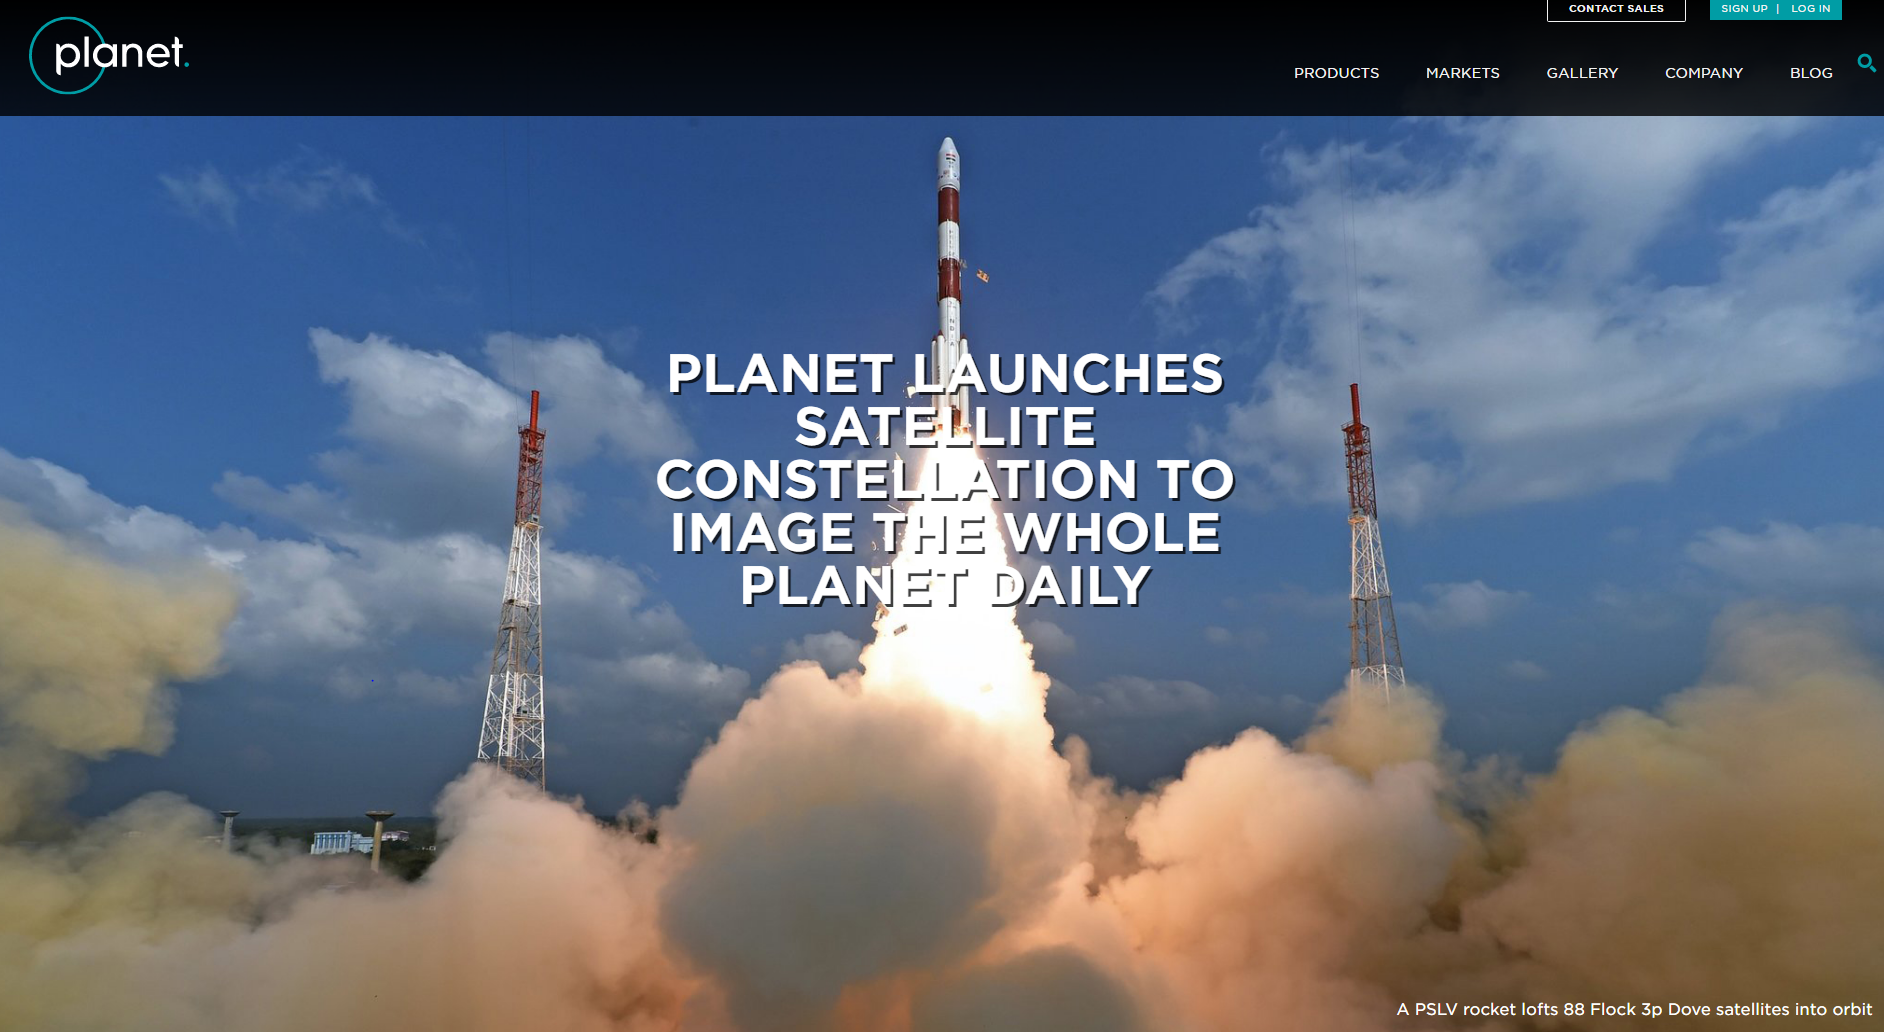 CONTACT SALES
SIGN UP | LOG IN
planet.
PRODUCTS MARKETS GALLERY COMPANY BLOG
PLANET LAUNCHES
SATELLITE
CONSTELLATION TO
IMAGE THE WHOLE
PLANET DAILY
A PSLV rocket lofts 88 Flock 3p Dove satellites into orbit